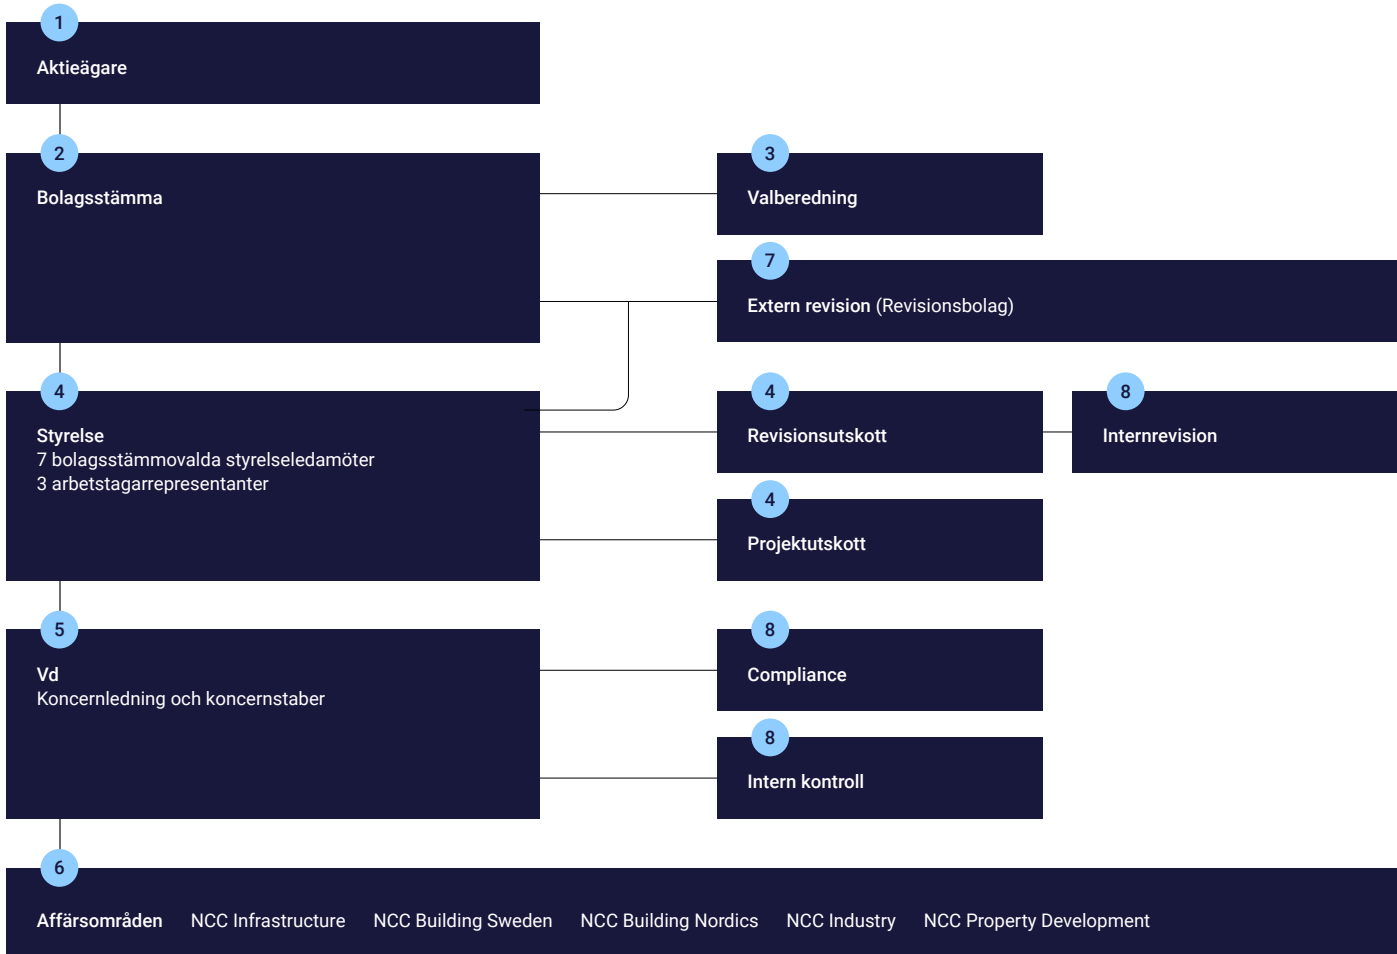 1
Aktieägare
2
Bolagsstämma
3
Valberedning
7
Extern revision (Revisionsbolag)
4
Styrelse
7 bolagsstämmovalda styrelseledamöter
3 arbetstagarrepresentanter
4
Revisionsutskott
8
Internrevision
4
Projektutskott
5
Vd
Koncernledning och koncernstaber
8
Compliance
8
Intern kontroll
6
Affärsområden NCC Infrastructure NCC Building Sweden NCC Building Nordics NCC Industry NCC Property Development